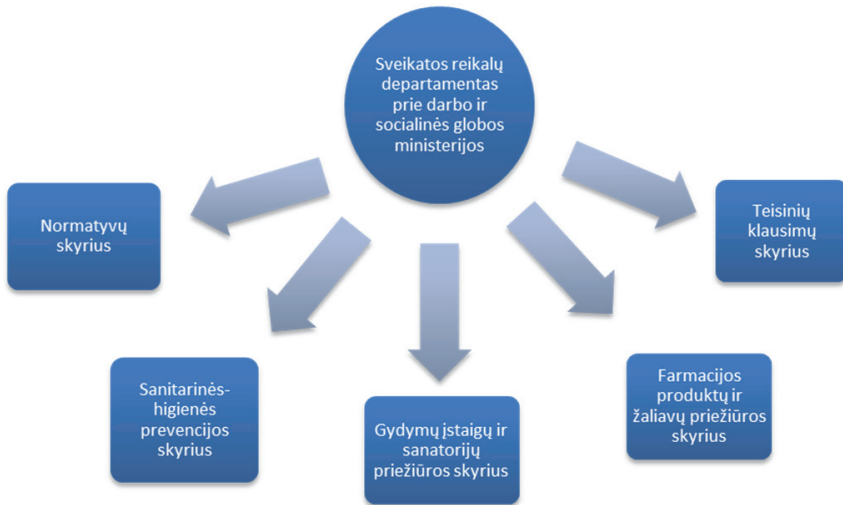 Sveikatos reikalų
departamentas
prie darbo ir
socialinės globos
ministerijos
Normatyvų
skyrius
Teisinių
klausimų
skyrius
Sanitarinės-
higienės
prevencijos
skyrius
Gydymų įstaigų ir
sanatorijų
priežiūros skyrius
Farmacijos
produktų ir
žaliavų priežiūros
skyrius